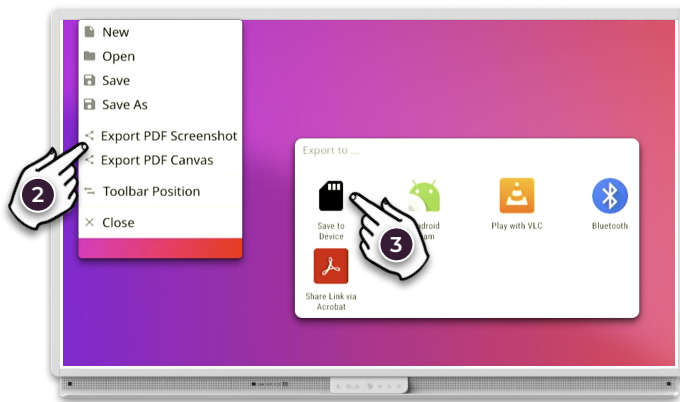 New
Open
Save
Save As
Export PDF Screenshot
Export PDF Canvas
Toolbar Position
Close
2
Export to ...
Save to
Device
Play with VLC
Bluetooth
3
Share Link via
Acrobat